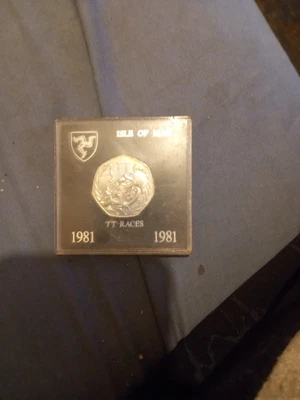 ISLE OF MAN
TT RACES
1981 1981